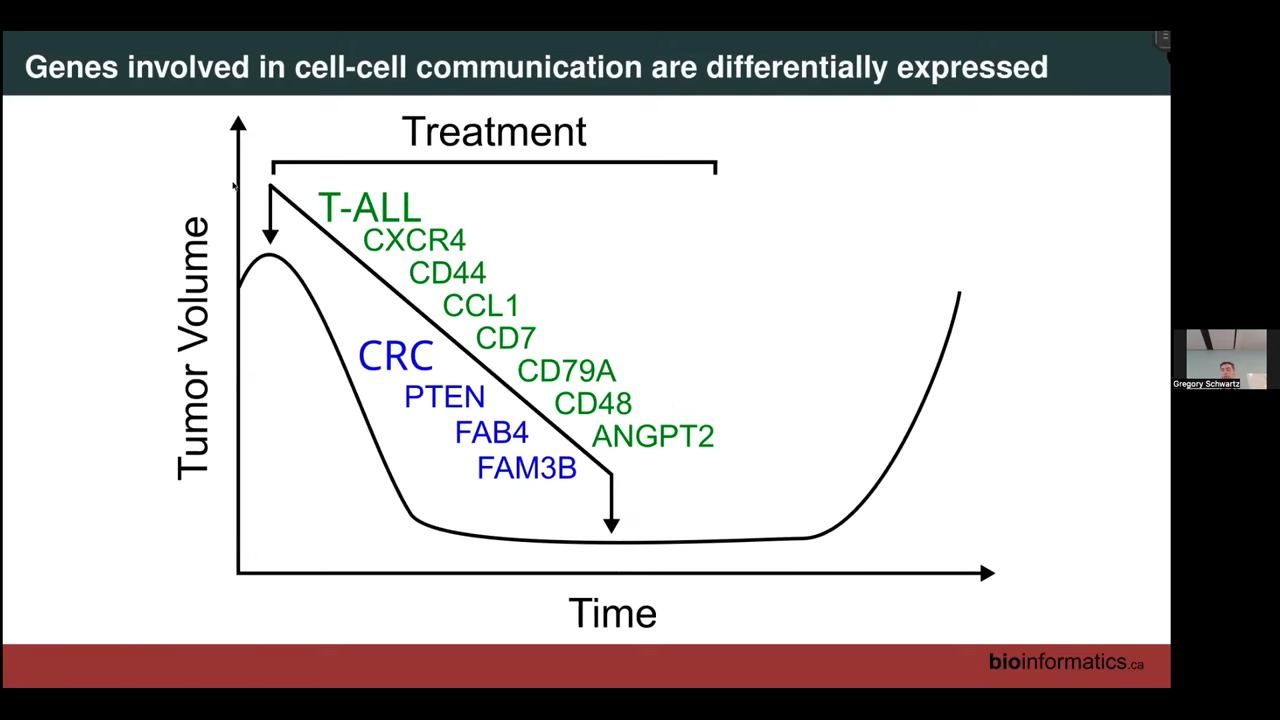 Genes involved in cell-cell communication are differentially expressed
Treatment
T-ALL
CXCR4
CD44
CCL1
CD7
CD79A
CD48
ANGPT2
CRC
PTEN
FAB4
FAM3B
Tumor Volume
Time
bioinformatics.ca
Gregory Schwartz